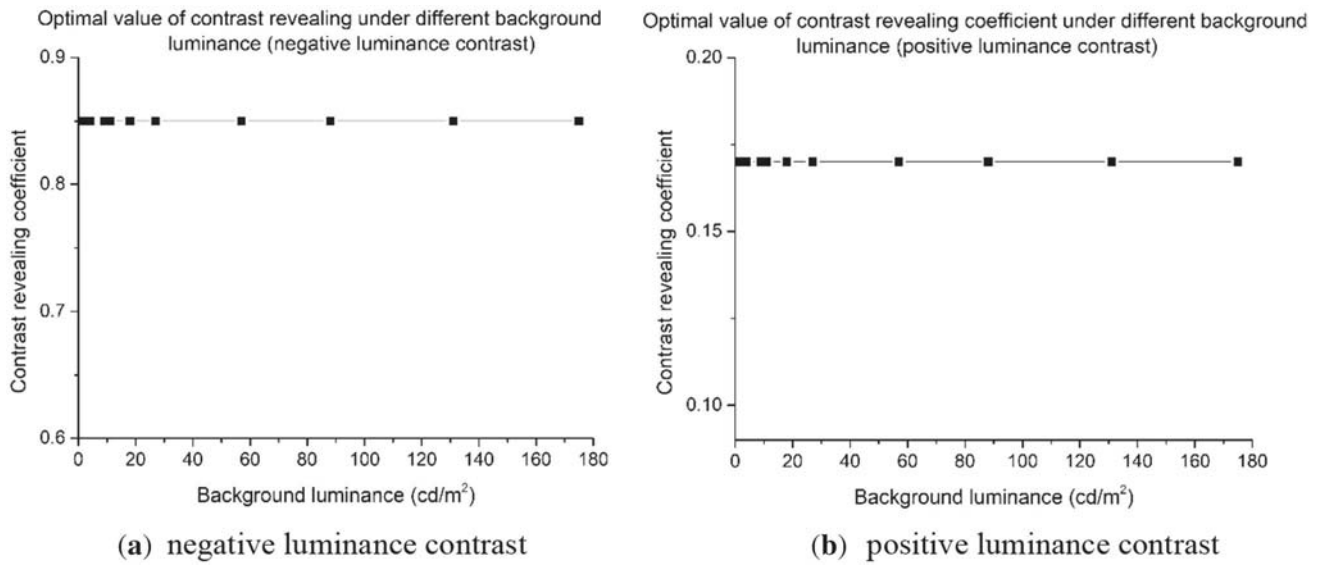 Optimal value of contrast revealing under different background
luminance (negative luminance contrast)
0.9
0.8
0.7
0.6
Contrast revealing coefficient
0 20 40 60 80 100 120 140 160 180
Background luminance (cd/m²)
(a) negative luminance contrast
Optimal value of contrast revealing coefficient under different background
luminance (positive luminance contrast)
0.20
0.15
0.10
Contrast revealing coefficient
0 20 40 60 80 100 120 140 160 180
Background luminance (cd/m²)
(b) positive luminance contrast